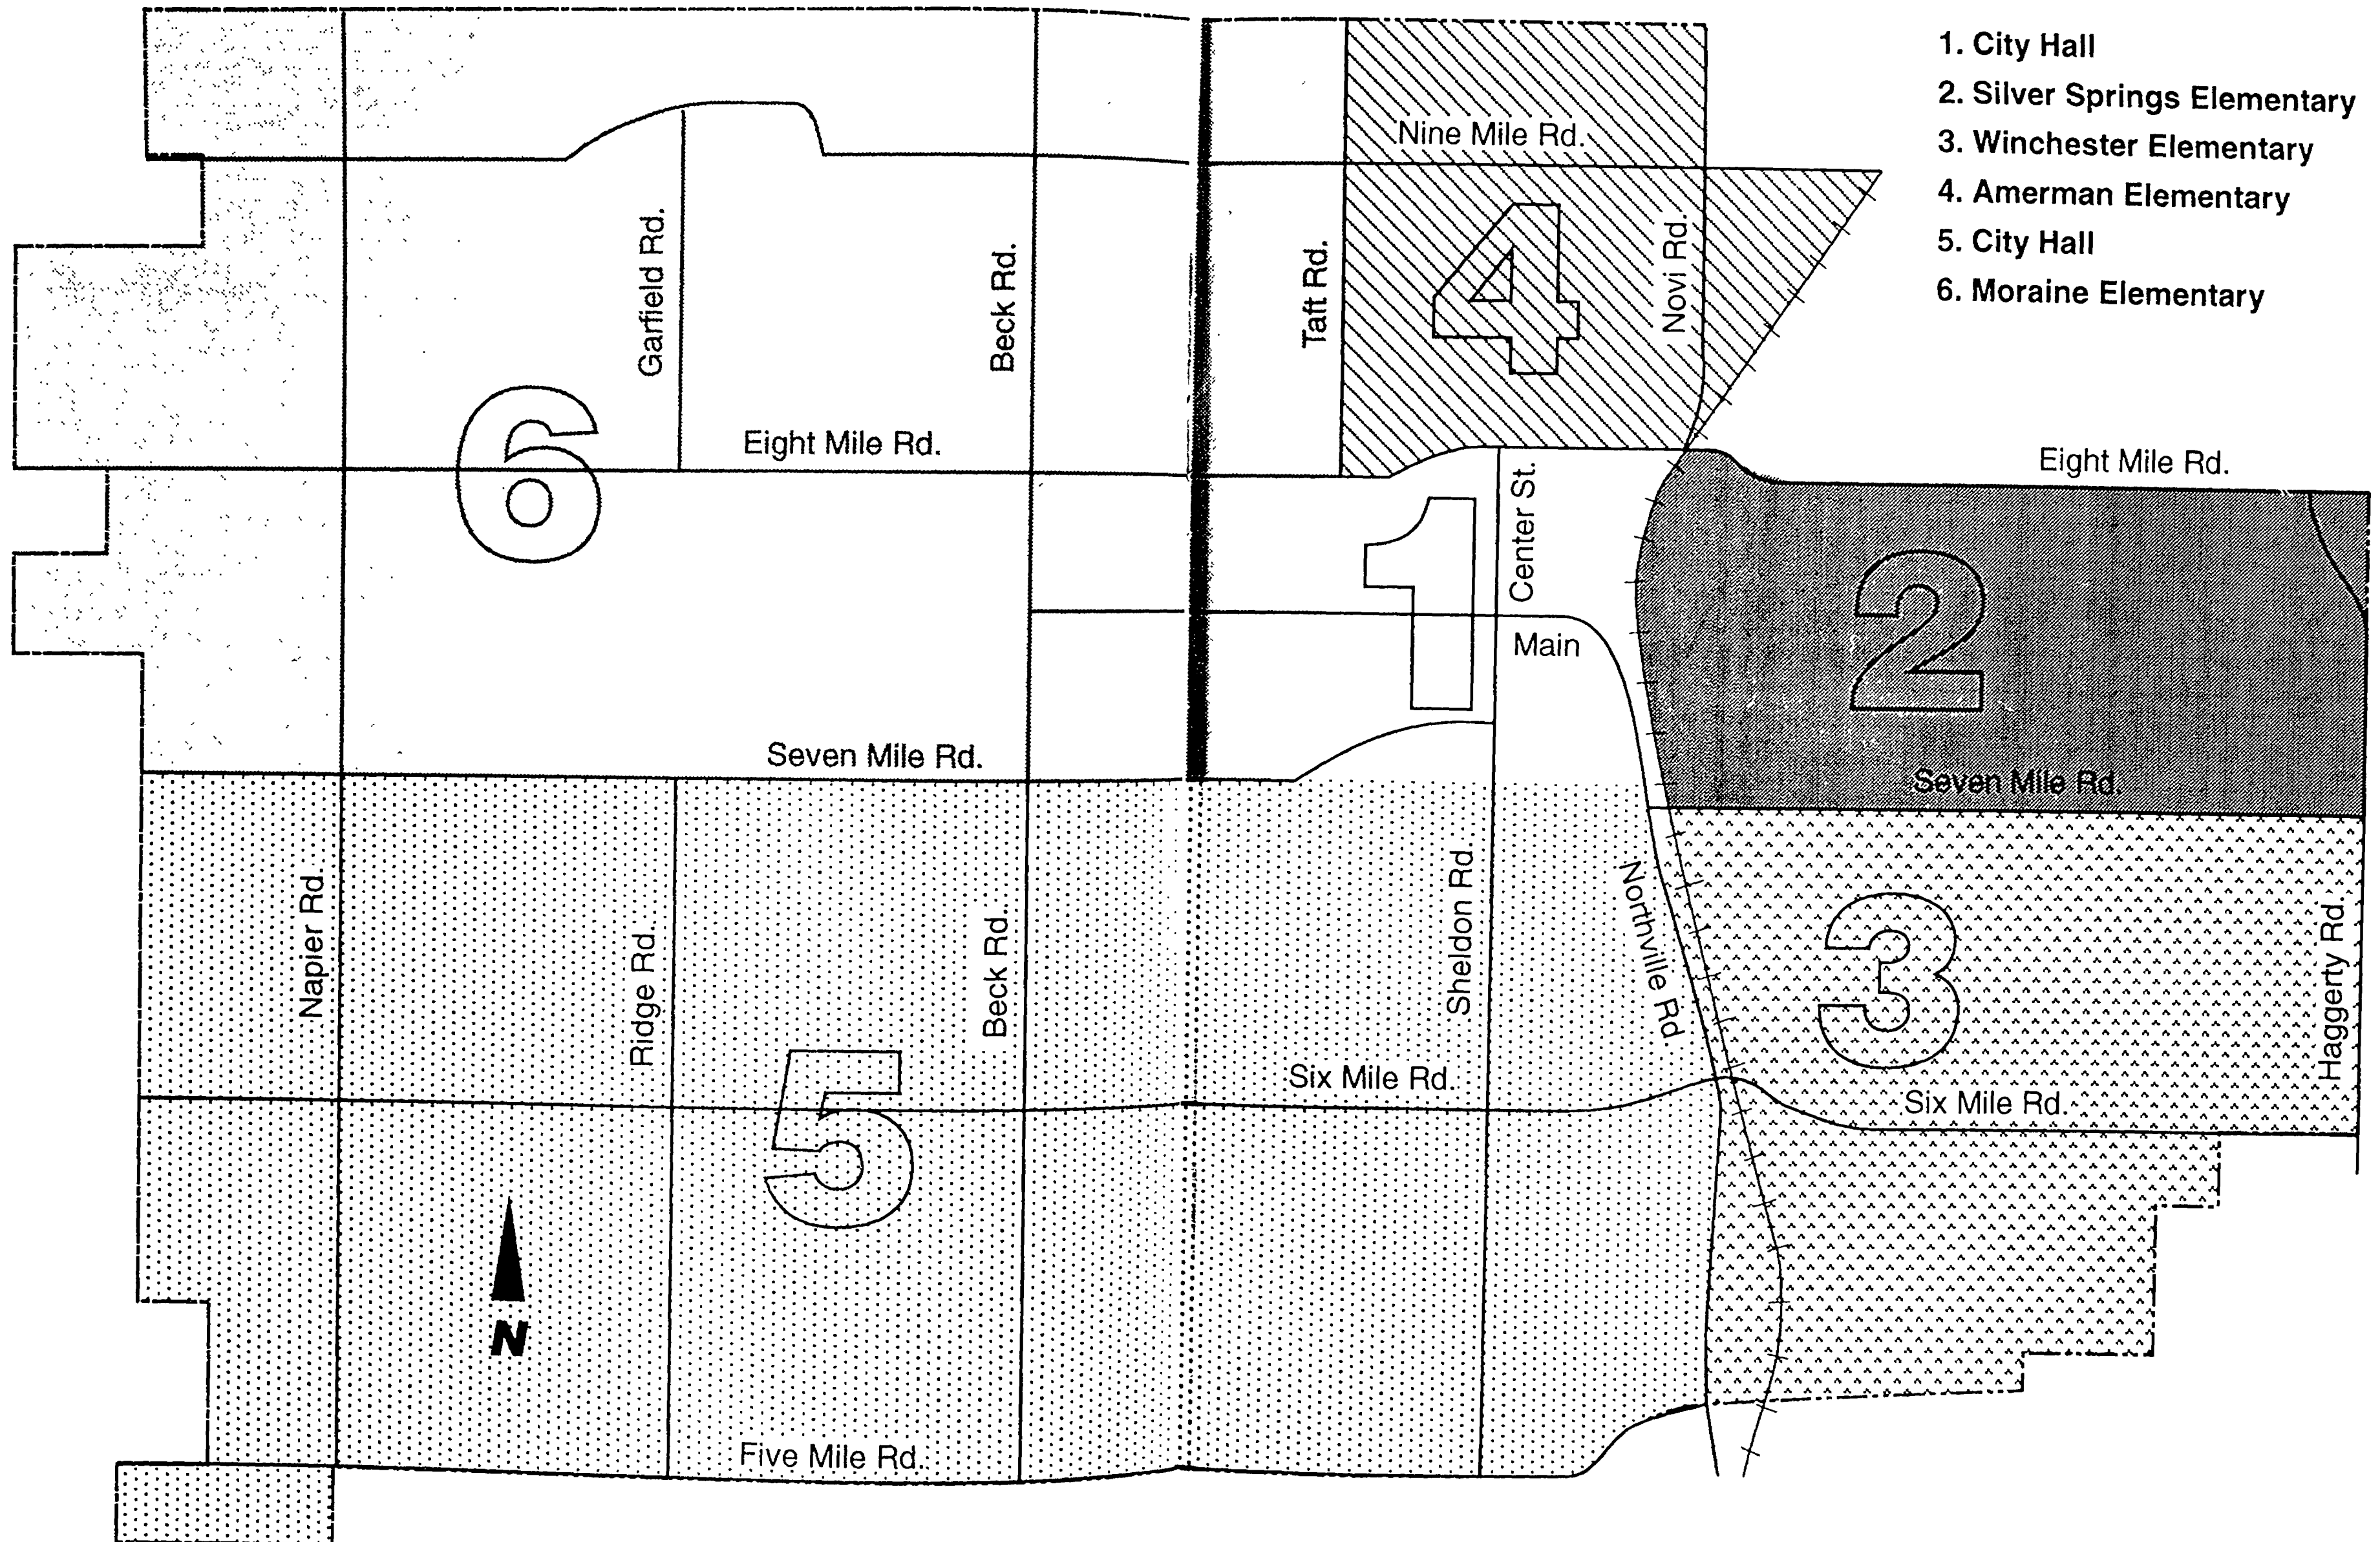 1. City Hall
2. Silver Springs Elementary
3. Winchester Elementary
4. Amerman Elementary
5. City Hall
6. Moraine Elementary
Nine Mile Rd.
Garfield Rd.
Beck Rd.
Taft Rd.
4
Novi Rd.
6
Eight Mile Rd.
Eight Mile Rd.
1
Center St.
Main
2
Seven Mile Rd.
Seven Mile Rd.
Napier Rd.
Ridge Rd.
Beck Rd.
Sheldon Rd
Northville Rd
3
Haggerty Rd.
5
Six Mile Rd.
Six Mile Rd.
N
Five Mile Rd.